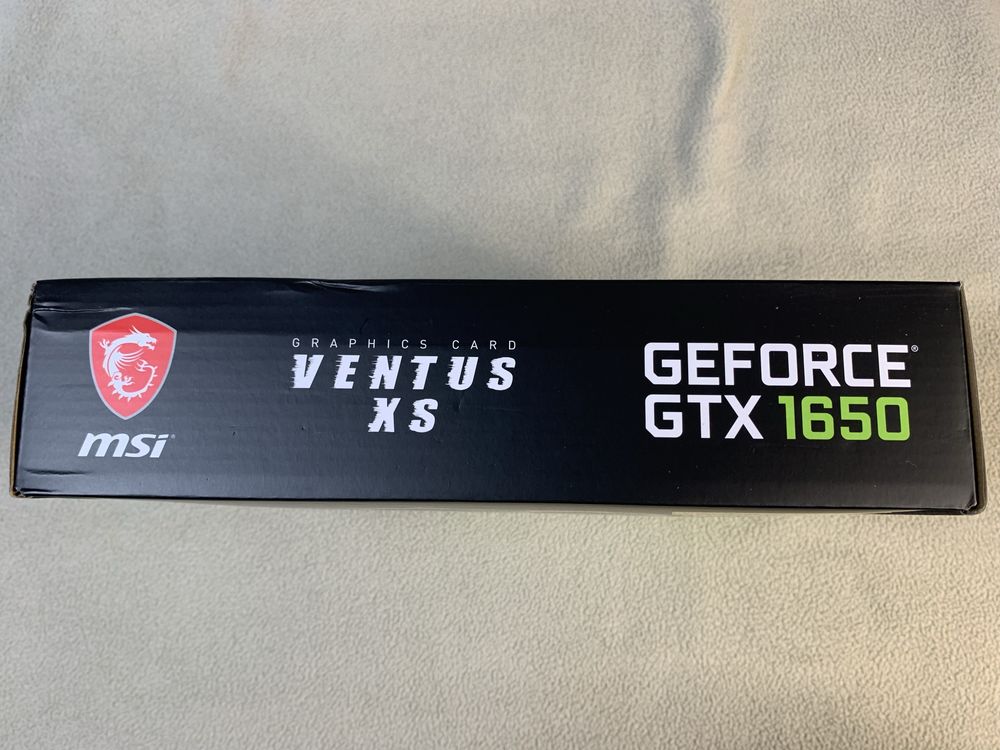 msi®
GRAPHICS CARD
VENTUS
XS
GEFORCE®
GTX 1650